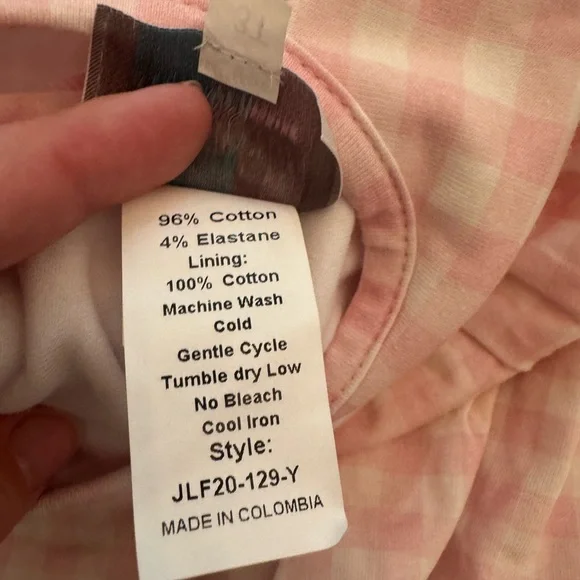 96% Cotton
4% Elastane
Lining:
100% Cotton
Machine Wash
Cold
Gentle Cycle
Tumble dry Low
No Bleach
Cool Iron
Style:
JLF20-129-Y
MADE IN COLOMBIA